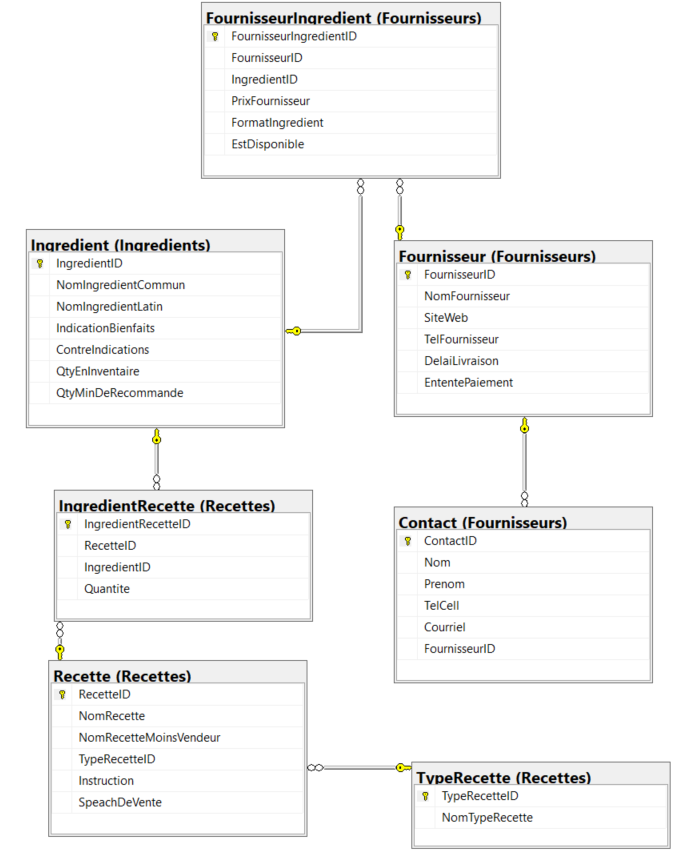 FournisseurIngredient (Fournisseurs)
FournisseurIngredientID
FournisseurID
IngredientID
PrixFournisseur
FormatIngredient
EstDisponible
Ingredient (Ingredients)
IngredientID
NomIngredientCommun
NomIngredientLatin
IndicationBienfaits
ContreIndications
QtyEnInventaire
QtyMinDeRecommande
Fournisseur (Fournisseurs)
FournisseurID
NomFournisseur
SiteWeb
TelFournisseur
DelaiLivraison
EntentePaiement
IngredientRecette (Recettes)
IngredientRecetteID
RecetteID
IngredientID
Quantite
Contact (Fournisseurs)
ContactID
Nom
Prenom
TelCell
Courriel
FournisseurID
Recette (Recettes)
RecetteID
NomRecette
NomRecetteMoinsVendeur
TypeRecetteID
Instruction
SpeachDeVente
TypeRecette (Recettes)
TypeRecetteID
NomTypeRecette